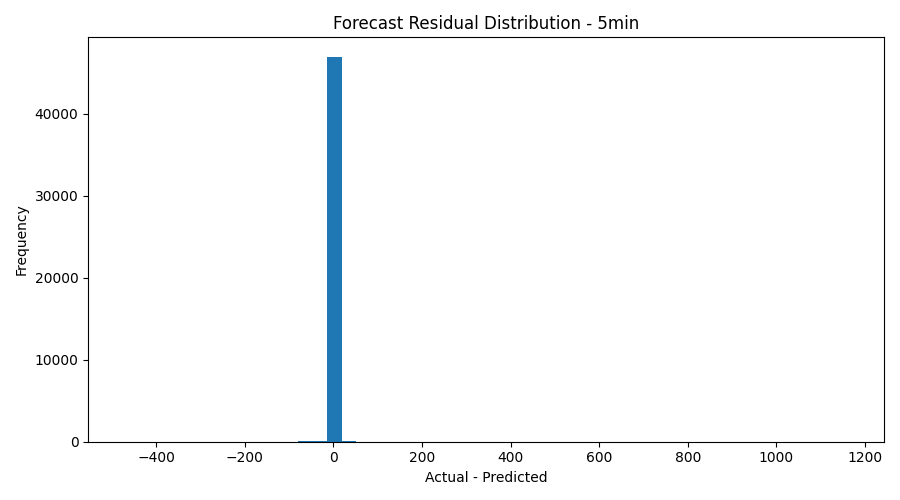 Forecast Residual Distribution - 5min
Frequency
40000
30000
20000
10000
0
−400 −200 0 200 400 600 800 1000 1200
Actual - Predicted